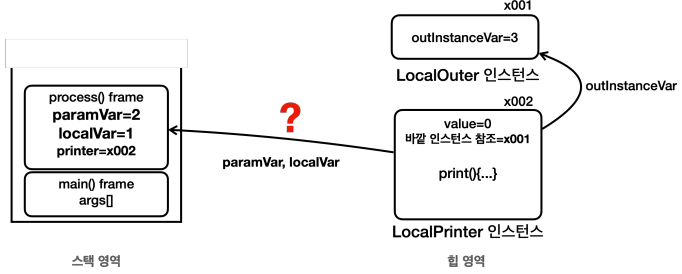 x001
outInstanceVar=3
LocalOuter 인스턴스
outInstanceVar
process() frame
paramVar=2
localVar=1
printer=x002
main() frame
args[]
스택 영역
?
paramVar, localVar
x002
value=0
바깥 인스턴스 참조=x001
print(){...}
LocalPrinter 인스턴스
힙 영역